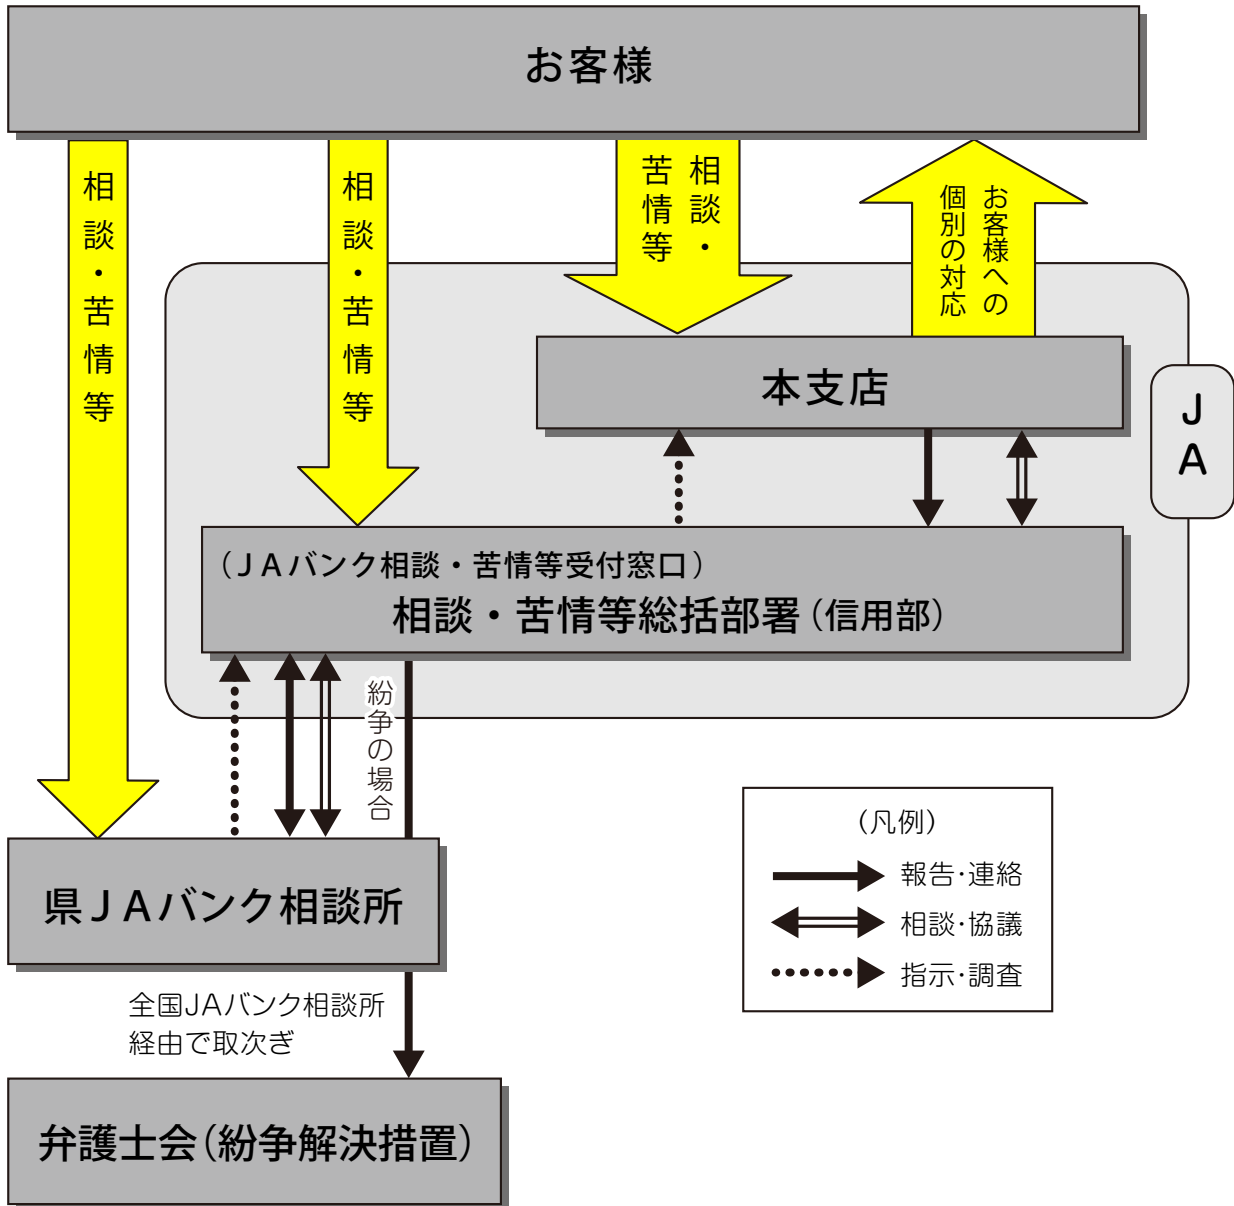 お客様
相談・苦情等
相談・苦情等
相談・
苦情等
お客様への
個別の対応
本支店
JA
（ＪＡバンク相談・苦情等受付窓口）
相談・苦情等総括部署（信用部）
紛争の場合
県ＪＡバンク相談所
全国JAバンク相談所
経由で取次ぎ
弁護士会（紛争解決措置）
（凡例）
報告・連絡
相談・協議
指示・調査